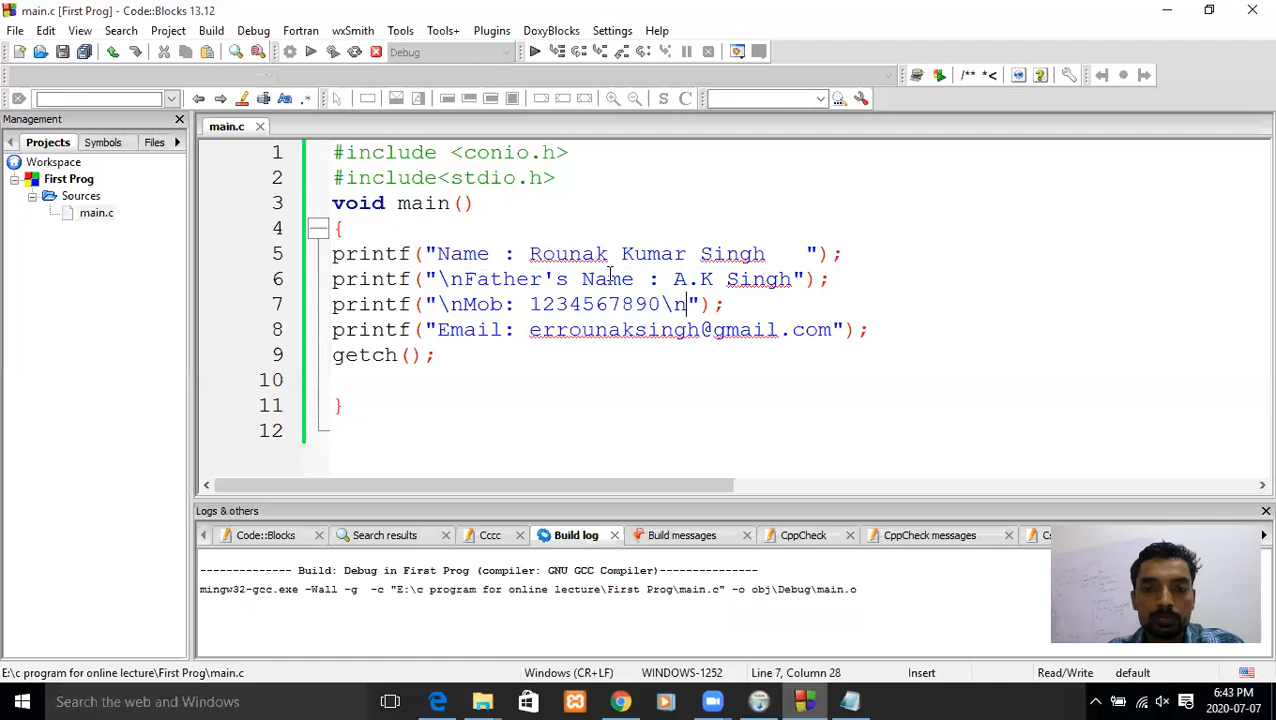 main.c [First Prog] - Code::Blocks 13.12
File Edit View Search Project Build Debug Fortran wxSmith Tools Tools+ Plugins DoxyBlocks Settings Help
Debug
/** *<
S C
Management
Projects Symbols Files
Workspace
First Prog
Sources
main.c
main.c
1 #include <conio.h>
2 #include<stdio.h>
3 void main()
4 {
5 printf("Name : Rounak Kumar Singh   ");
6 printf("\nFather's Name : A.K Singh");
7 printf("\nMob: 1234567890\n");
8 printf("Email: errounaksingh@gmail.com");
9 getch();
10
11 }
12
Logs & others
Code::Blocks Search results Cccc Build log Build messages CppCheck CppCheck messages
-------------- Build: Debug in First Prog (compiler: GNU GCC Compiler)---------------
mingw32-gcc.exe -Wall -g -c "E:\c program for online lecture\First Prog\main.c" -o obj\Debug\main.o
E:\c program for online lecture\First Prog\main.c Windows (CR+LF) WINDOWS-1252 Line 7, Column 28 Insert Read/Write default
Search the web and Windows
6:43 PM
2020-07-07